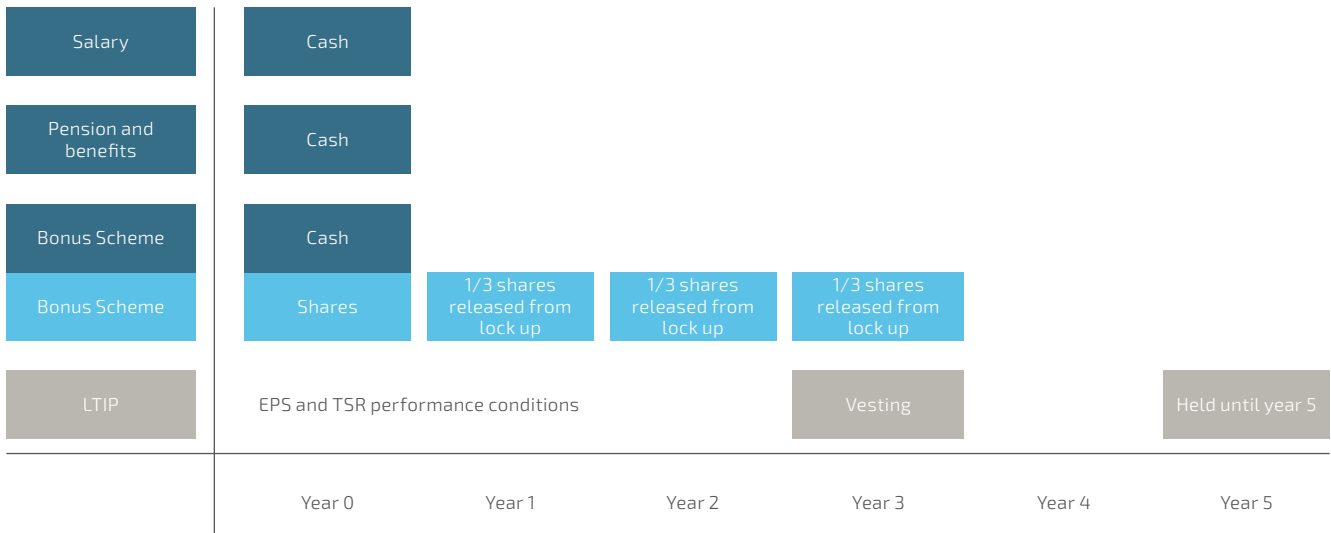 Salary
Cash
Pension and
benefits
Cash
Bonus Scheme
Cash
Bonus Scheme
Shares
1/3 shares
released from
lock up
1/3 shares
released from
lock up
1/3 shares
released from
lock up
LTIP
EPS and TSR performance conditions
Vesting
Held until year 5
Year 0
Year 1
Year 2
Year 3
Year 4
Year 5